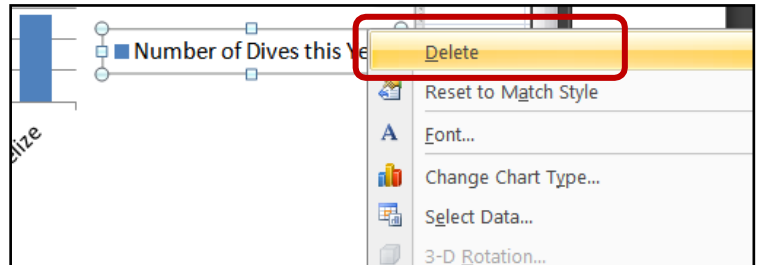 Number of Dives this Ye
Delete
Reset to Match Style
A Font...
Change Chart Type...
Select Data...
3-D Rotation...
elize